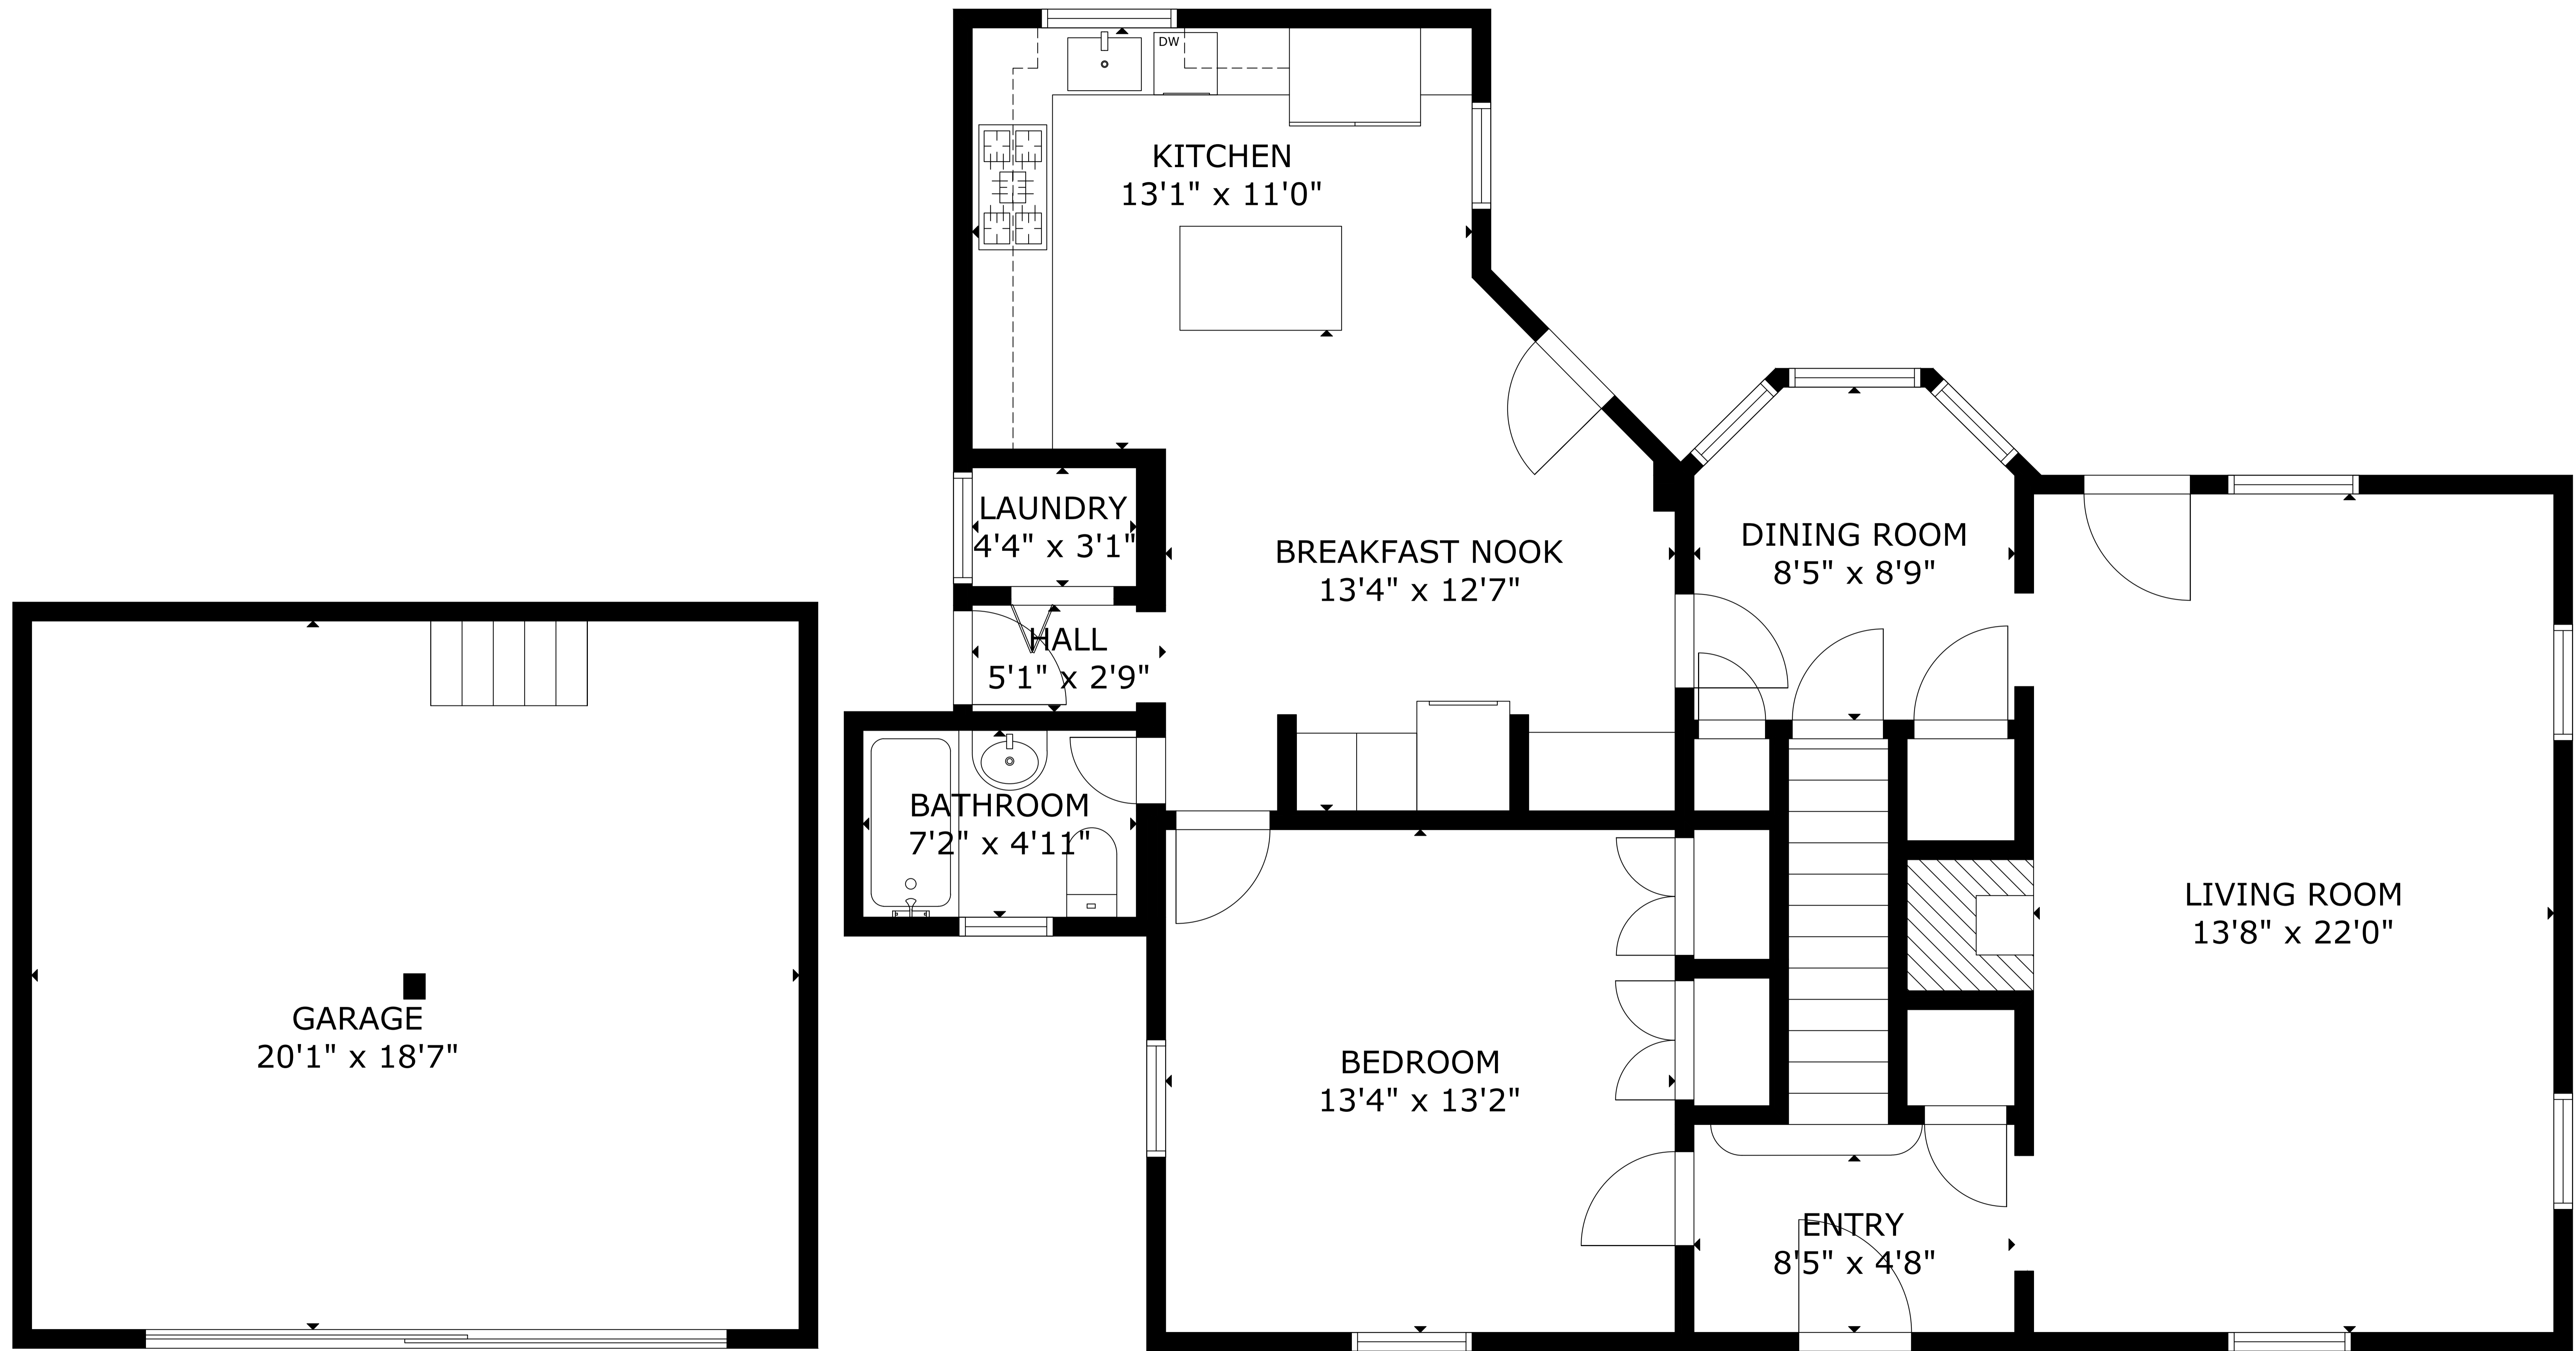 DW
KITCHEN
13'1" x 11'0"
LAUNDRY
4'4" x 3'1"
BREAKFAST NOOK
13'4" x 12'7"
DINING ROOM
8'5" x 8'9"
HALL
5'1" x 2'9"
BATHROOM
7'2" x 4'11"
LIVING ROOM
13'8" x 22'0"
GARAGE
20'1" x 18'7"
BEDROOM
13'4" x 13'2"
ENTRY
8'5" x 4'8"